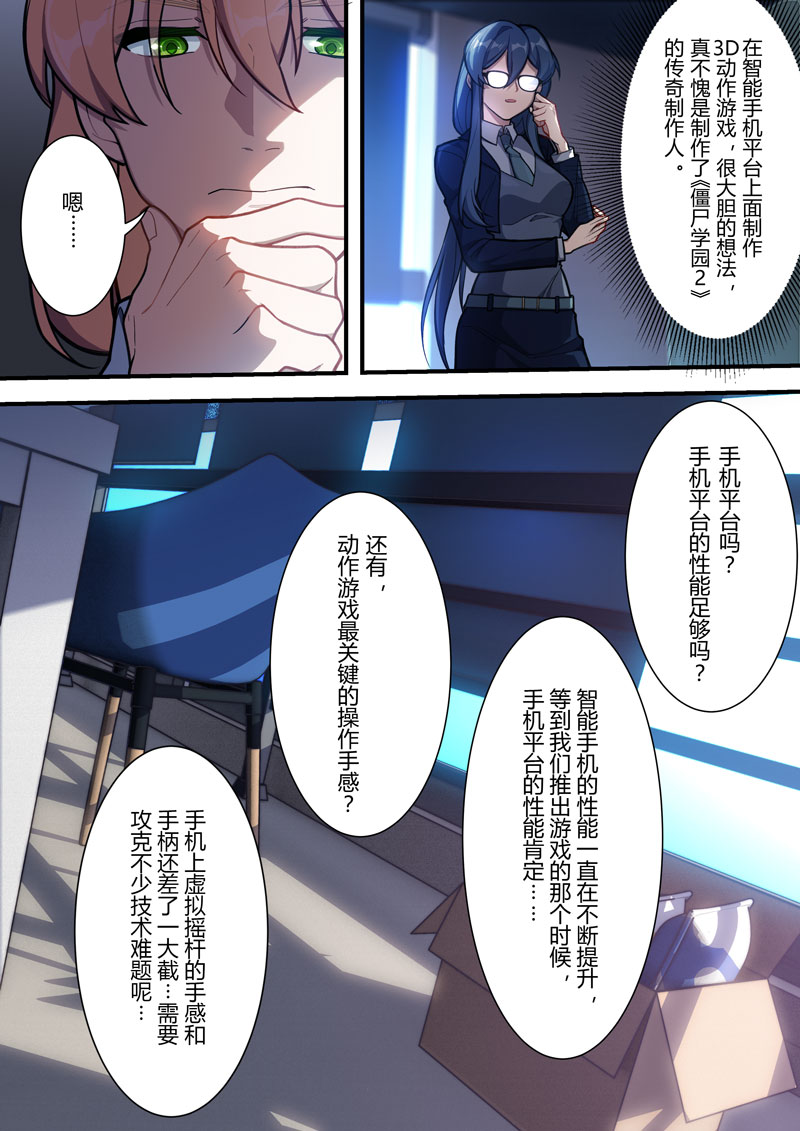 在智能手机平台上面制作
3D动作游戏，很大胆的想法，
真不愧是制作了《僵尸学园2》
的传奇制作人。
嗯……
手机平台吗？
手机平台的性能足够吗？
智能手机的性能一直在不断提升，
等到我们推出游戏的那个时候，
手机平台的性能肯定……
还有，
动作游戏最关键的操作手感？
手机上虚拟摇杆的手感和
手柄还差了一大截…需要
攻克不少技术难题呢…